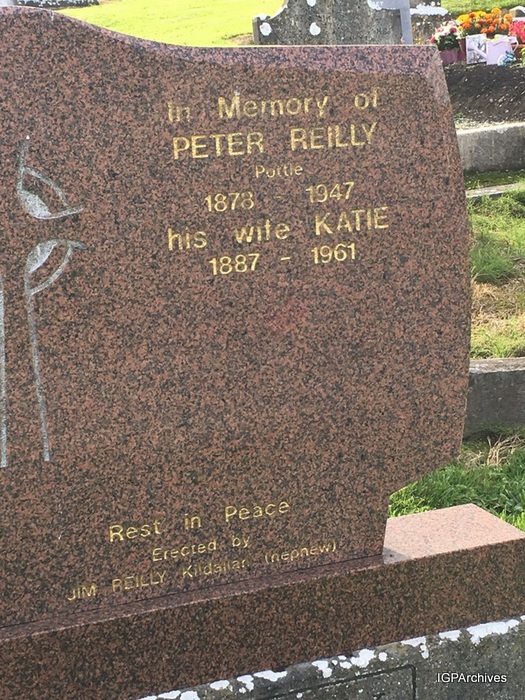 In Memory of
PETER REILLY
Portle
1878 - 1947
his wife KATIE
1887 - 1961
Rest in Peace
Erected by
JIM REILLY Kildallan (nephew)
IGPArchives